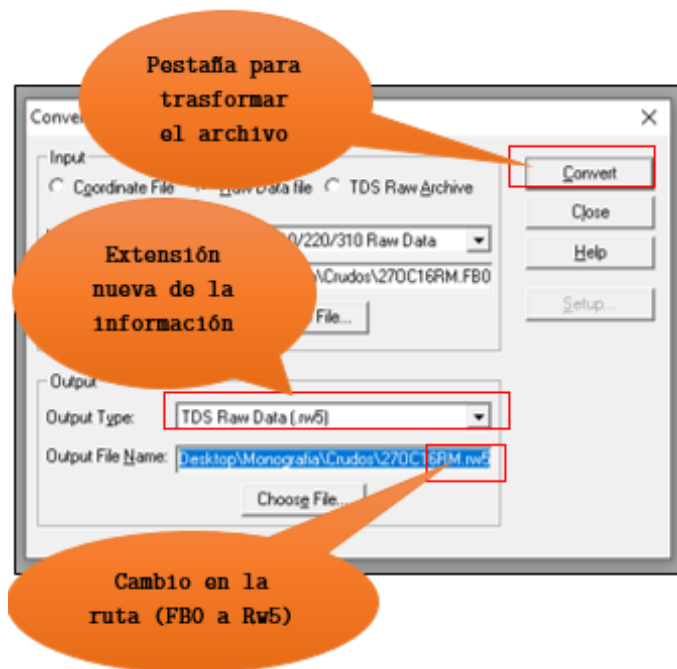 Pestaña para
trasformar
el archivo
Conve
Input
Coordinate File Data file TDS Raw Archive
0/220/310 Raw Data
\Crudos\27OC16RM.FB0
File...
Convert
Close
Help
Setup...
Extensión
nueva de la
información
Output
Output Type: TDS Raw Data (.rw5)
Output File Name: Desktop\Monografia\Crudos\27OC16RM.rw5
Choose File...
Cambio en la
ruta (FB0 a Rw5)